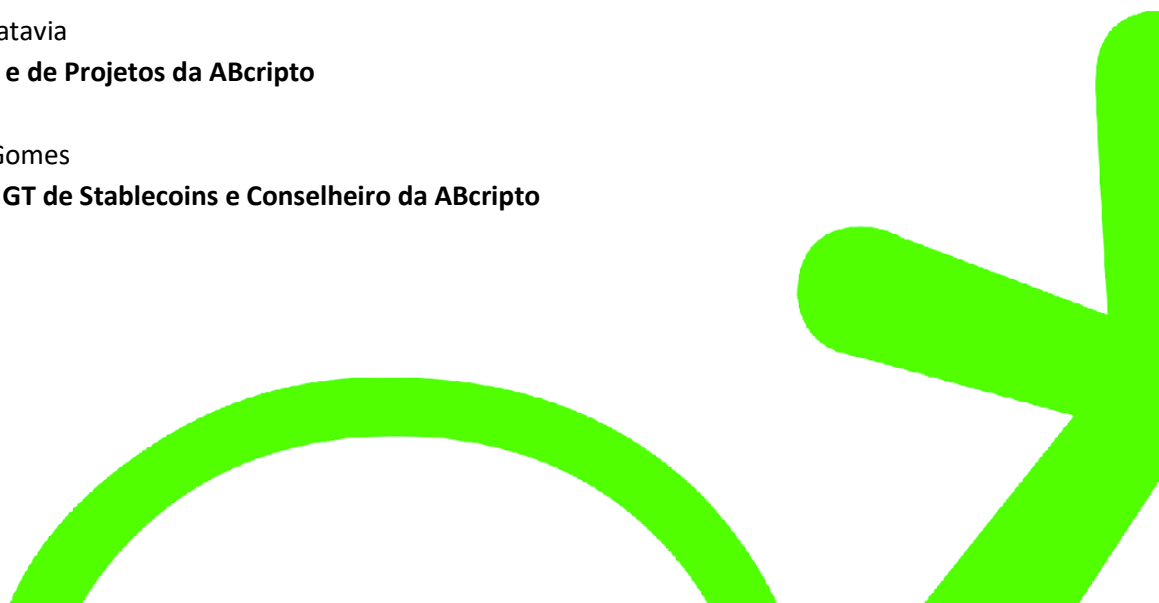 atavia
e de Projetos da ABcripto
Gomes
GT de Stablecoins e Conselheiro da ABcripto